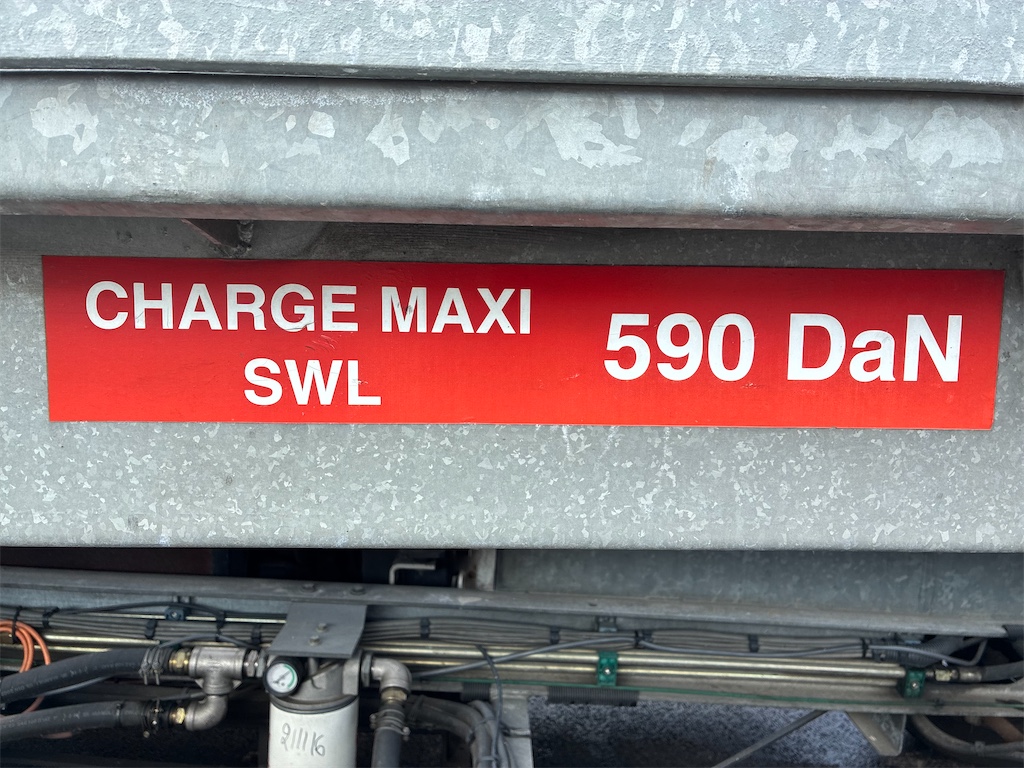 CHARGE MAXI
SWL
590 DaN